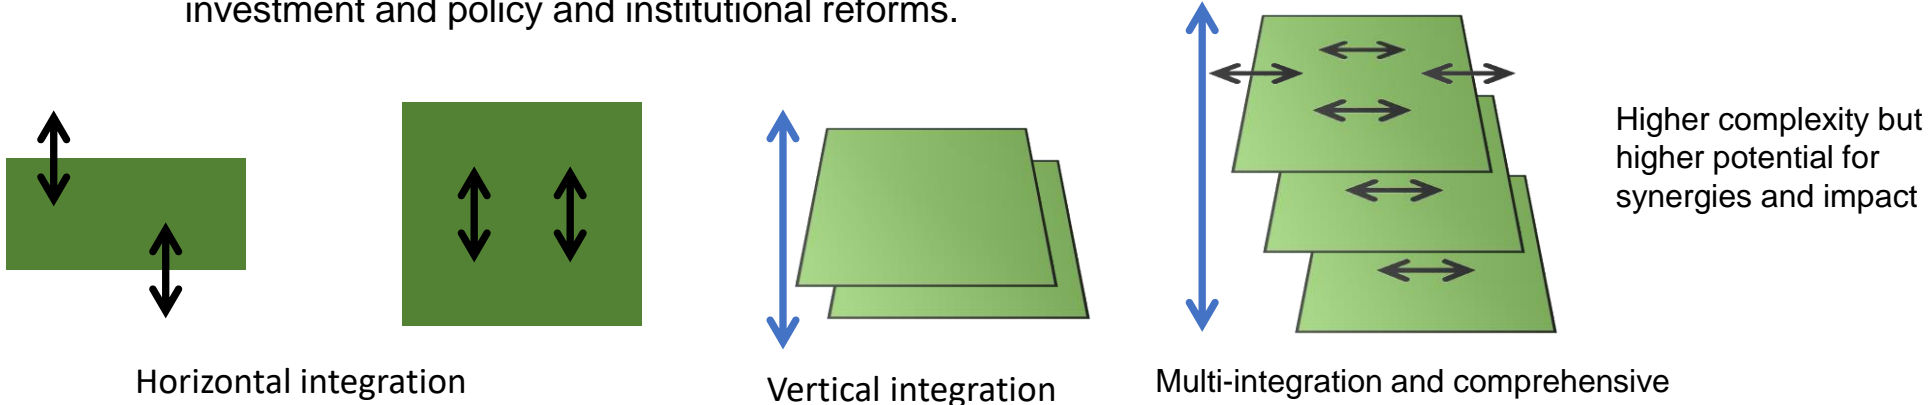 investment and policy and institutional reforms.
Higher complexity but
higher potential for
synergies and impact
Horizontal integration
Vertical integration
Multi-integration and comprehensive